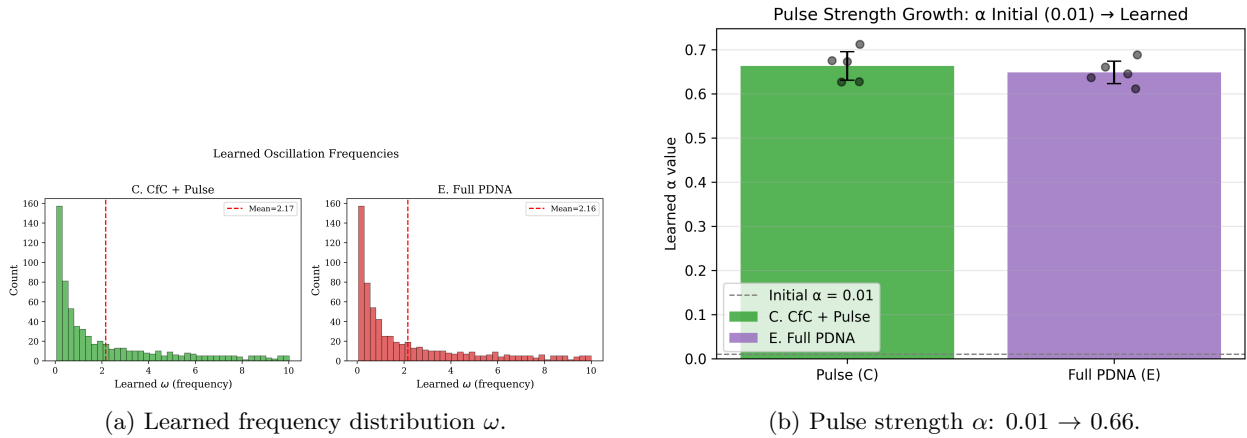 Learned Oscillation Frequencies
C. CfC + Pulse
Mean=2.17
Count
160
140
120
100
80
60
40
20
0
0 2 4 6 8 10
Learned ω (frequency)
E. Full PDNA
Mean=2.16
Count
160
140
120
100
80
60
40
20
0
0 2 4 6 8 10
Learned ω (frequency)
(a) Learned frequency distribution ω.
Pulse Strength Growth: α Initial (0.01) → Learned
Learned α value
0.7
0.6
0.5
0.4
0.3
0.2
0.1
0.0
Initial α = 0.01
C. CfC + Pulse
E. Full PDNA
Pulse (C) Full PDNA (E)
(b) Pulse strength α: 0.01 → 0.66.